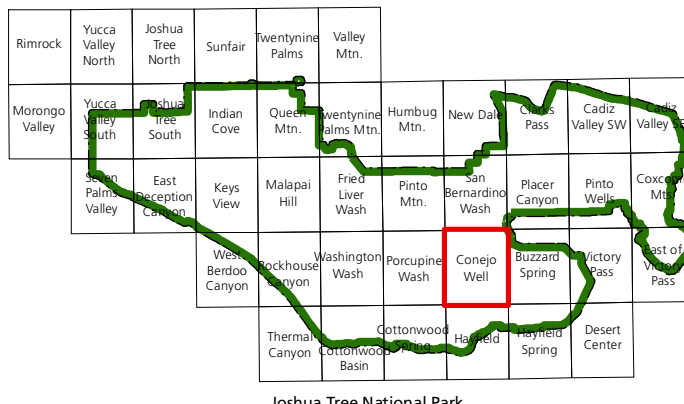 Rimrock
Yucca
Valley
North
Joshua
Tree
North
Sunfair
Twentynine
Palms
Valley
Mtn.
Morongo
Valley
Yucca
Valley
South
Joshua
Tree
South
Indian
Cove
Queen
Mtn.
Twentynine
Palms Mtn.
Humbug
Mtn.
New Dale
Clarks
Pass
Cadiz
Valley SW
Cadiz
Valley SE
Seven
Palms
Valley
East
Deception
Canyon
Keys
View
Malapai
Hill
Fried
Liver
Wash
Pinto
Mtn.
San
Bernardino
Wash
Placer
Canyon
Pinto
Wells
Coxcomb
Mts
West
Berdoo
Canyon
Rockhouse
Canyon
Washington
Wash
Porcupine
Wash
Conejo
Well
Buzzard
Spring
Victory
Pass
East of
Victory
Pass
Thermal
Canyon
Cottonwood
Basin
Cottonwood
Spring
Hayfield
Hayfield
Spring
Desert
Center
Joshua Tree National Park